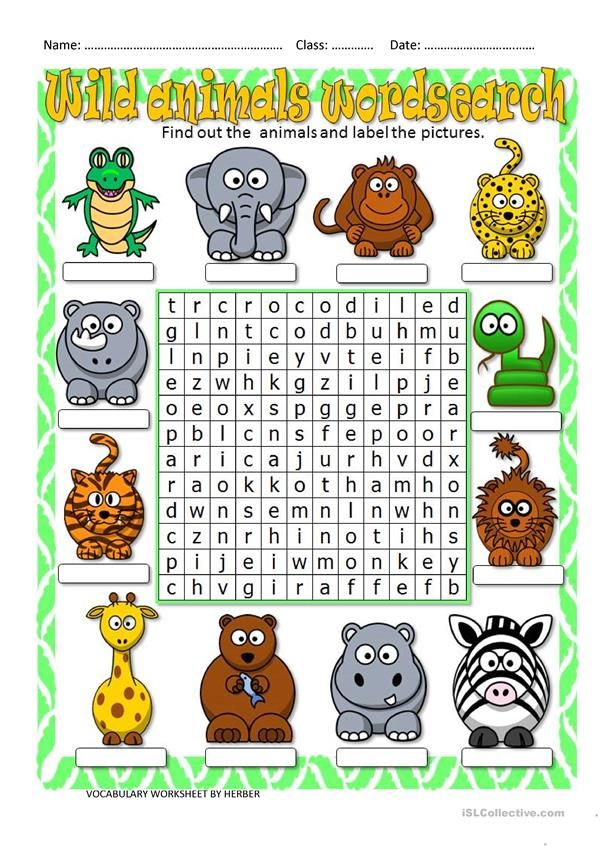 Name: ………………………………………………….. Class: …………. Date: ……………………………
Wild animals wordsearch
Find out the animals and label the pictures.
t r c r o c o d i l e d
g l n t c o d b u h m u
l n p i e y v t e i f b
e z w h k g z i l p j e
o e o x s p g g e p r a
p b l c n s f e p o o r
a r i c a j u r h v d x
r a o k k o t h a m h o
d w n s e m n l n w h n
c z n r h i n o t i h s
p i j e i w m o n k e y
c h v g i r a f f e f b
VOCABULARY WORKSHEET BY HERBER
iSLCollective.com